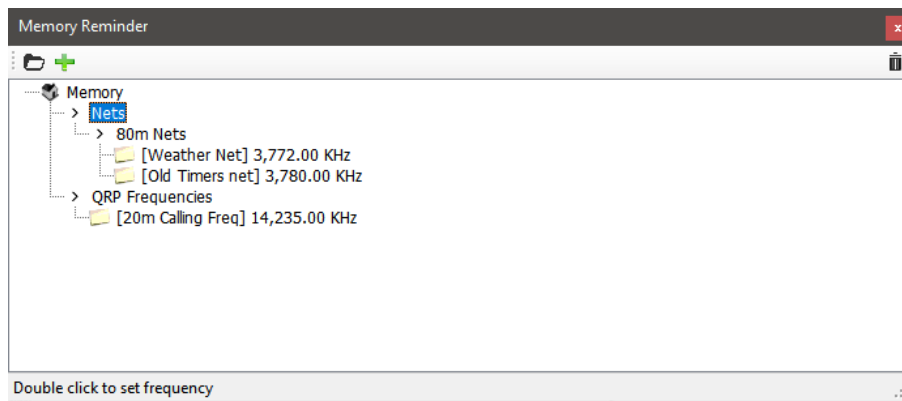 Memory Reminder
Memory
Nets
80m Nets
[Weather Net] 3,772.00 KHz
[Old Timers net] 3,780.00 KHz
QRP Frequencies
[20m Calling Freq] 14,235.00 KHz
Double click to set frequency